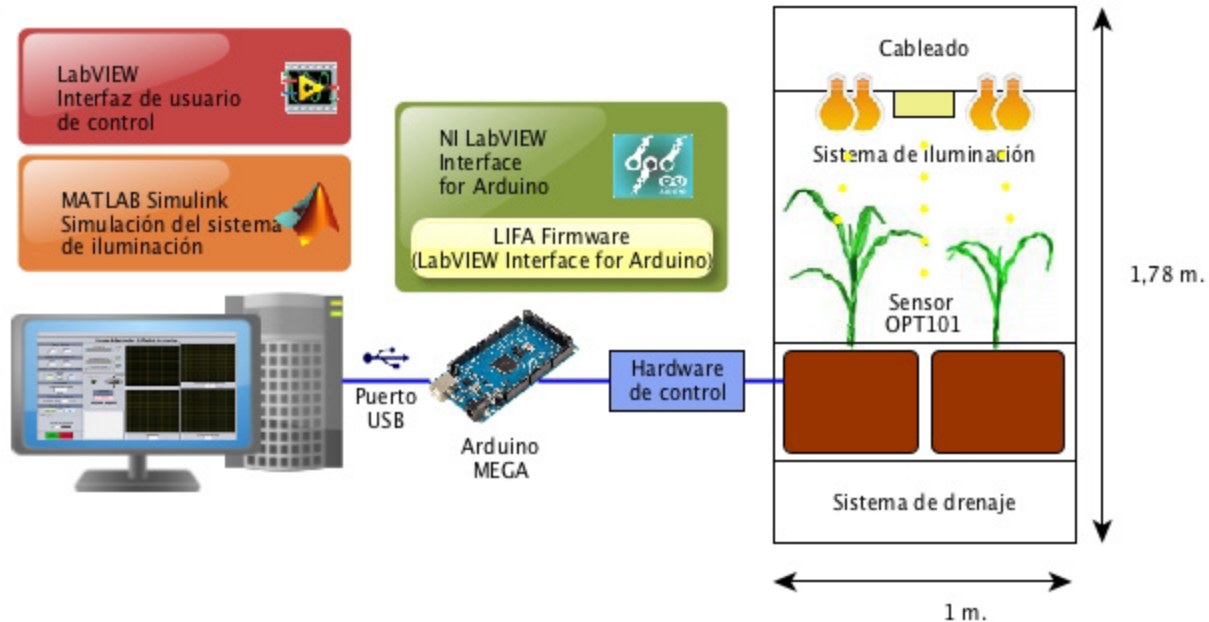 LabVIEW
Interfaz de usuario
de control
MATLAB Simulink
Simulación del sistema
de iluminación
NI LabVIEW
Interface
for Arduino
LIFA Firmware
(LabVIEW Interface for Arduino)
Puerto
USB
Arduino
MEGA
Hardware
de control
Cableado
Sistema de iluminación
Sensor
OPT101
Sistema de drenaje
1,78 m.
1 m.